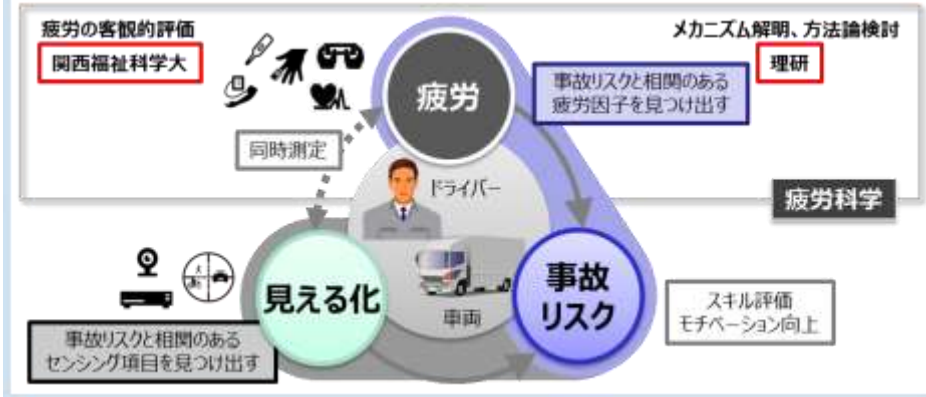 疲労の客観的評価
関西福祉科学大
メカニズム解明、方法論検討
理研
疲労
事故リスクと相関のある
疲労因子を見つけ出す
同時測定
ドライバー
疲労科学
見える化
車両
事故
リスク
スキル評価
モチベーション向上
事故リスクと相関のある
センシング項目を見つけ出す